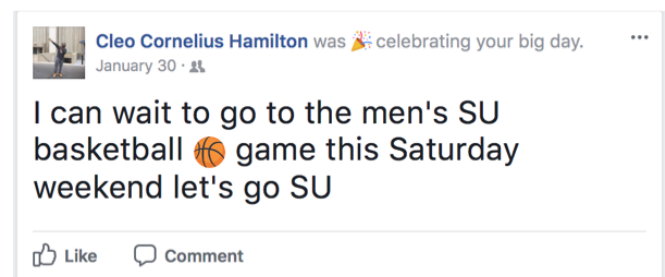 Cleo Cornelius Hamilton was 🎉 celebrating your big day.
January 30 ·
I can wait to go to the men's SU
basketball 🏀 game this Saturday
weekend let's go SU
Like Comment